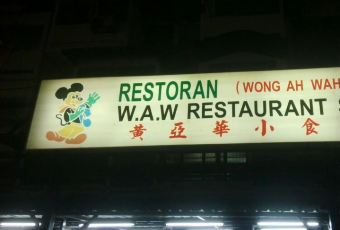 RESTORAN (WONG AH WAH
W.A.W RESTAURANT S
黃亞華小食